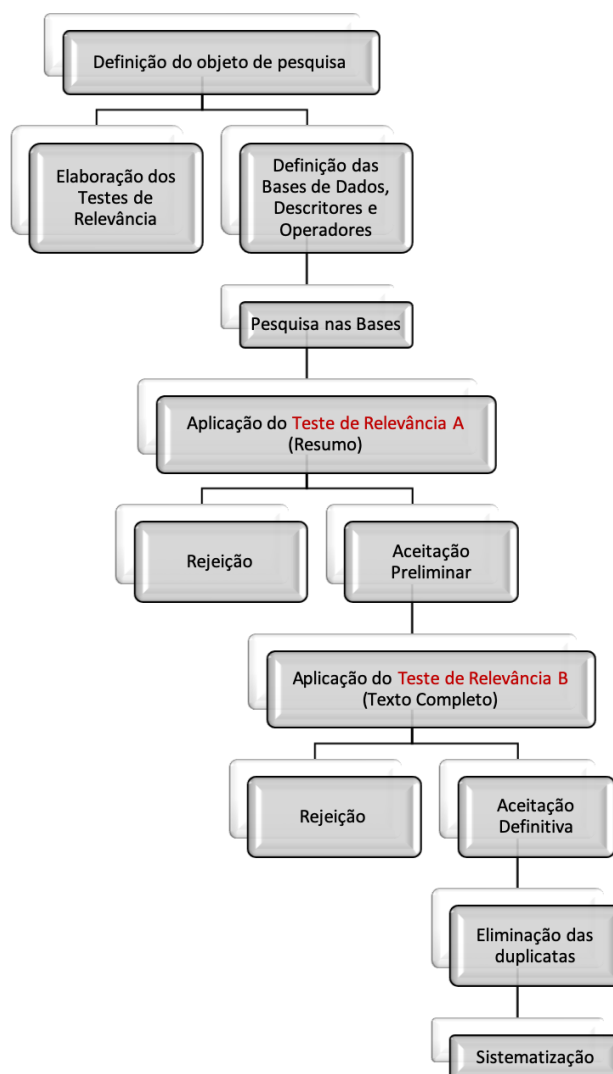 Definição do objeto de pesquisa
Elaboração dos
Testes de
Relevância
Definição das
Bases de Dados,
Descritores e
Operadores
Pesquisa nas Bases
Aplicação do Teste de Relevância A
(Resumo)
Rejeição
Aceitação
Preliminar
Aplicação do Teste de Relevância B
(Texto Completo)
Rejeição
Aceitação
Definitiva
Eliminação das
duplicatas
Sistematização